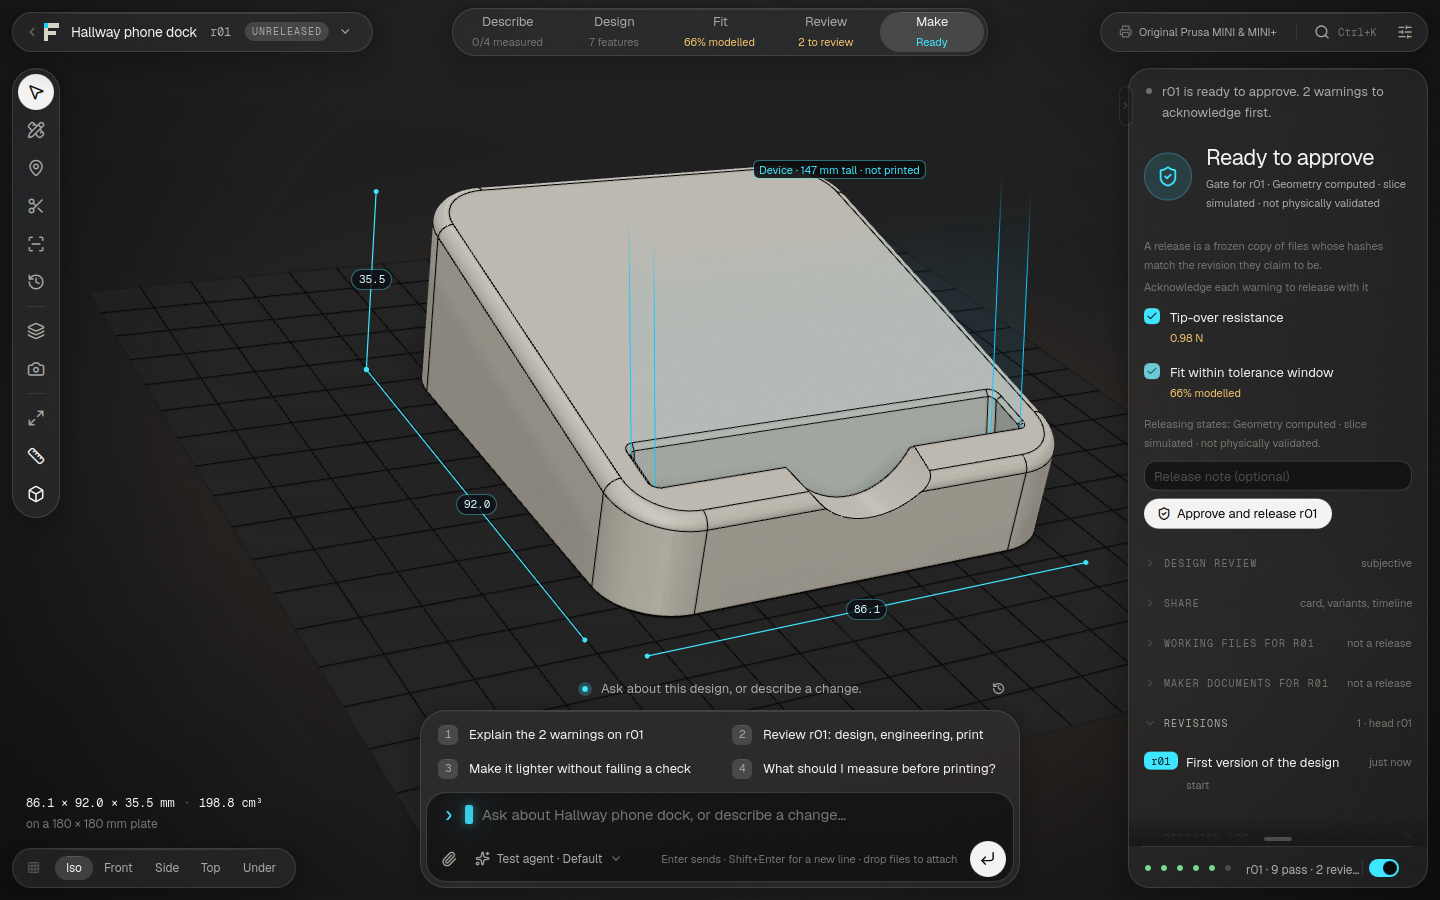 Hallway phone dock r01 UNRELEASED
Describe
0/4 measured
Design
7 features
Fit
66% modelled
Review
2 to review
Make
Ready
Original Prusa MINI & MINI+
Ctrl+K
r01 is ready to approve. 2 warnings to
acknowledge first.
Ready to approve
Gate for r01 · Geometry computed · slice
simulated · not physically validated
A release is a frozen copy of files whose hashes
match the revision they claim to be.
Acknowledge each warning to release with it
Tip-over resistance
0.98 N
Fit within tolerance window
66% modelled
Releasing states: Geometry computed · slice
simulated · not physically validated.
Release note (optional)
Approve and release r01
DESIGN REVIEW subjective
SHARE card, variants, timeline
WORKING FILES FOR R01 not a release
MAKER DOCUMENTS FOR R01 not a release
REVISIONS 1 · head r01
r01 First version of the design just now
start
r01 · 9 pass · 2 revie...
Device · 147 mm tall · not printed
35.5
92.0
86.1
Ask about this design, or describe a change.
1 Explain the 2 warnings on r01
2 Review r01: design, engineering, print
3 Make it lighter without failing a check
4 What should I measure before printing?
Ask about Hallway phone dock, or describe a change...
Test agent · Default
Enter sends · Shift+Enter for a new line · drop files to attach
86.1 × 92.0 × 35.5 mm · 198.8 cm³
on a 180 × 180 mm plate
Iso Front Side Top Under